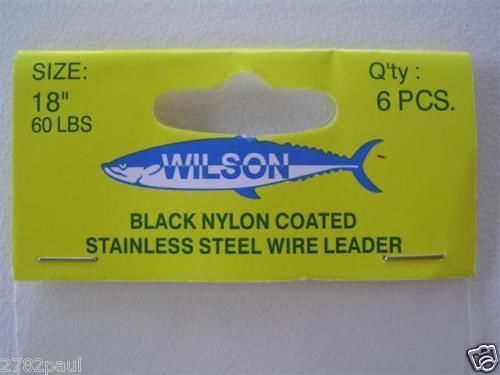 SIZE:
Q'ty :
18"
6 PCS.
60 LBS
WILSON
BLACK NYLON COATED
STAINLESS STEEL WIRE LEADER
2782paul